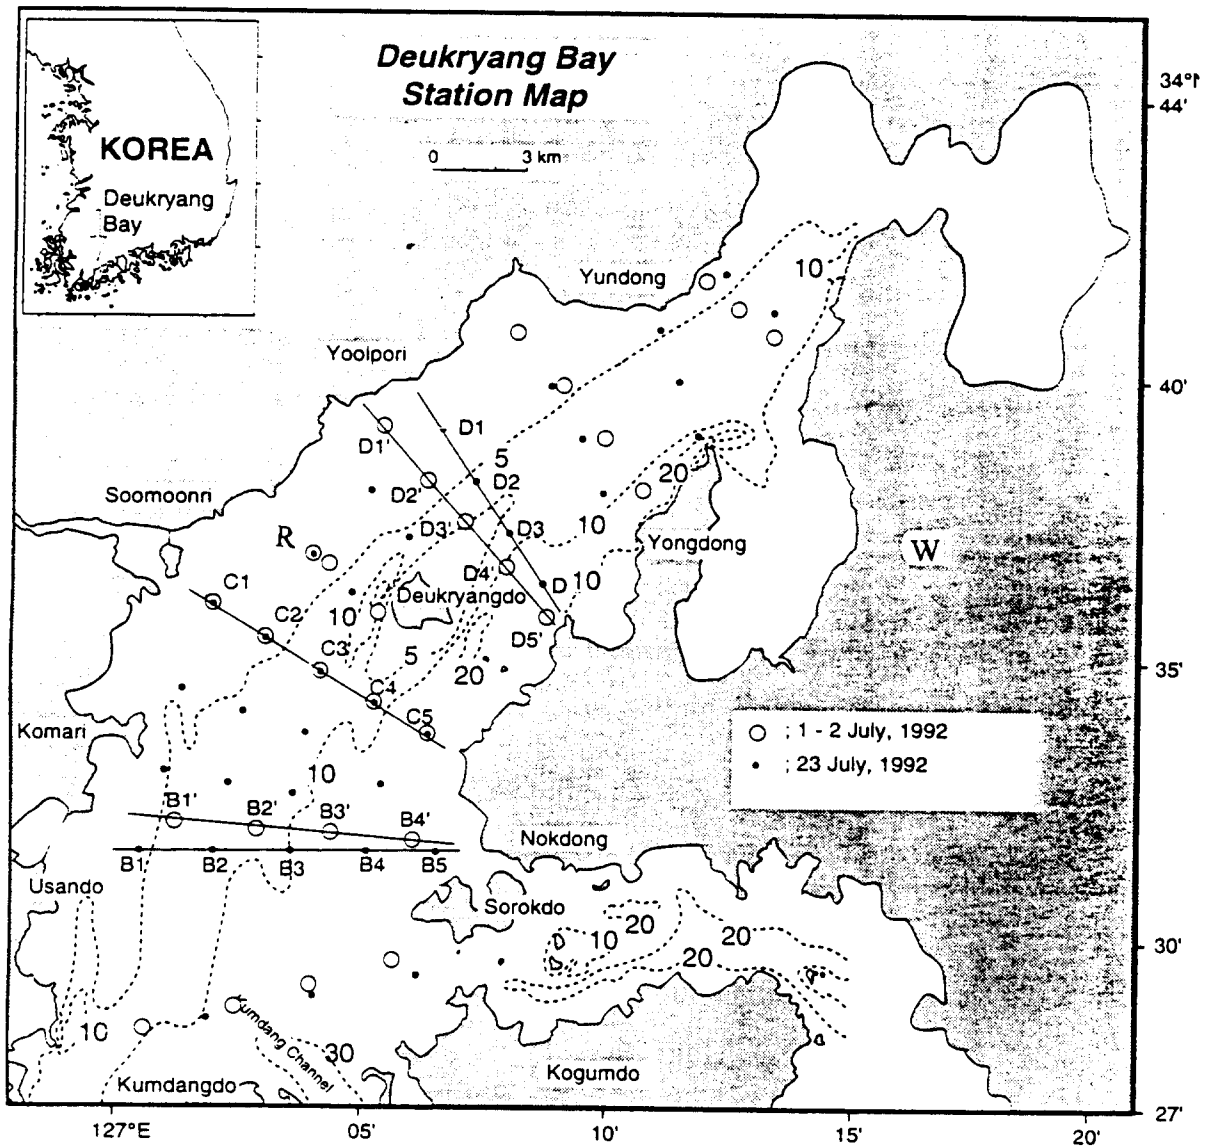 Deukryang Bay
Station Map
0 3 km
KOREA
Deukryang
Bay
34°N
44'
Yundong
10
Yoolpori
40'
D1
D1'
5
20
D2'
D2
Soomoonri
D3'
D3
10
R
Yongdong
W
D4'
D
10
C1
Deukryangdo
C2
10
D5'
C3
5
20
35'
C4
C5
Komari
○ ; 1 - 2 July, 1992
• ; 23 July, 1992
10
B1'
B2'
B3'
B4'
Nokdong
B1
B2
B3
B4
B5
Usando
Sorokdo
20
10
20
20
30'
10
Kumdang Channel
30
Kumdangdo
Kogumdo
27'
127°E
05'
10'
15'
20'